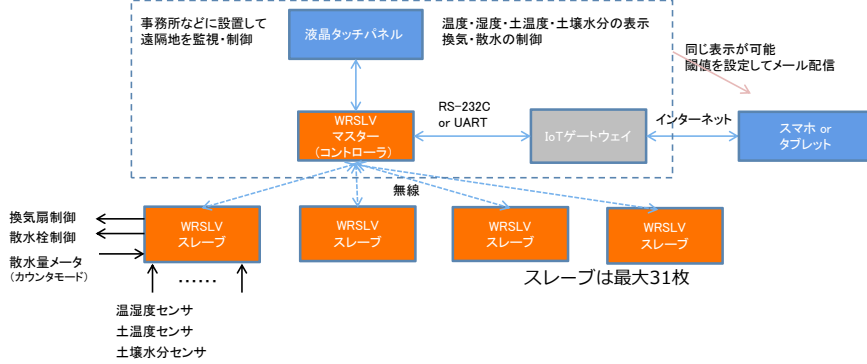 事務所などに設置して
遠隔地を監視・制御
液晶タッチパネル
温度・湿度・土温度・土壌水分の表示
換気・散水の制御
同じ表示が可能
閾値を設定してメール配信
WRSLV
マスター
(コントローラ)
RS-232C
or UART
IoTゲートウェイ
インターネット
スマホ or
タブレット
無線
換気扇制御
散水栓制御
散水量メータ
(カウンタモード)
WRSLV
スレーブ
WRSLV
スレーブ
WRSLV
スレーブ
WRSLV
スレーブ
スレーブは最大31枚
……
温湿度センサ
土温度センサ
土壌水分センサ